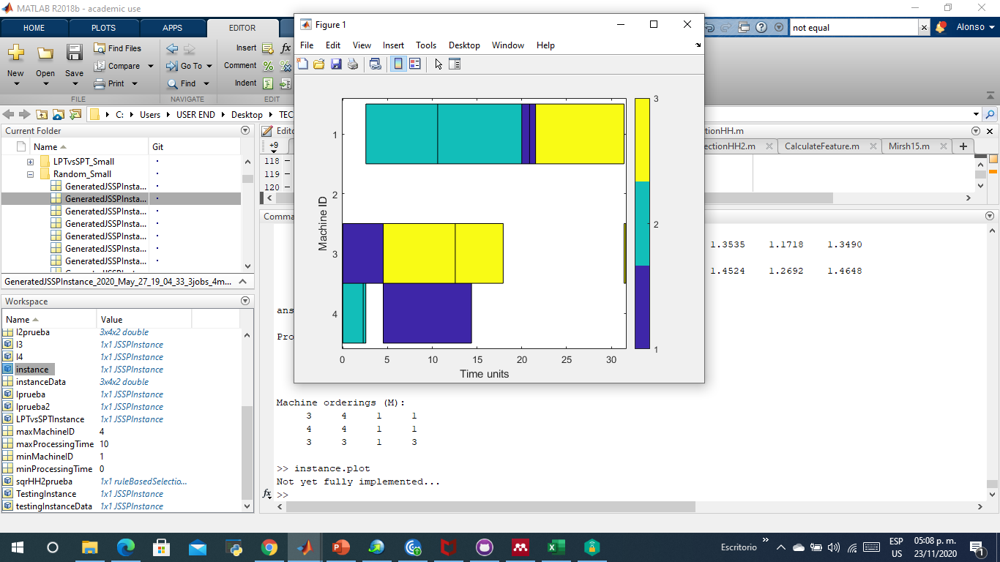 MATLAB R2018b - academic use
HOME
PLOTS
APPS
EDITOR
not equal
Alonso
New
Open
Save
Find Files
Compare
Print
FILE
Go To
Find
NAVIGATE
Insert
fx
Comment
Indent
EDIT
C:
Users
USER END
Desktop
TEC
Current Folder
Name
Git
LPTvsSPT_Small
Random_Small
GeneratedJSSPInsta...
GeneratedJSSPInsta...
GeneratedJSSPInsta...
GeneratedJSSPInsta...
GeneratedJSSPInsta...
GeneratedJSSPInsta...
GeneratedJSSPInsta...
GeneratedJSSPInstance_2020_May_27_19_04_33_3jobs_4m...
Workspace
Name
Value
I2prueba 3x4x2 double
I3 1x1 JSSPInstance
I4 1x1 JSSPInstance
instance 1x1 JSSPInstance
instanceData 3x4x2 double
Iprueba 1x1 JSSPInstance
Iprueba2 1x1 JSSPInstance
LPTvsSPTInstance 1x1 JSSPInstance
maxMachineID 4
maxProcessingTime 10
minMachineID 1
minProcessingTime 0
sqrHH2prueba 1x1 ruleBasedSelectio...
TestingInstance 1x1 JSSPInstance
testingInstanceData 1x1 JSSPInstance
Figure 1
File Edit View Insert Tools Desktop Window Help
1
2
3
4
Machine ID
0 5 10 15 20 25 30
Time units
3
2
1
Edito
ctionHH.m
+9
ectionHH2.m
CalculateFeature.m
Mirsh15.m
118
119
120
Comma
1.3535 1.1718 1.3490
1.4524 1.2692 1.4648
ans
Pro
Machine orderings (M):
3 4 1 1
4 4 1 1
3 3 1 3
>> instance.plot
Not yet fully implemented...
fx >>
Escritorio
ESP
US
05:08 p. m.
23/11/2020
1